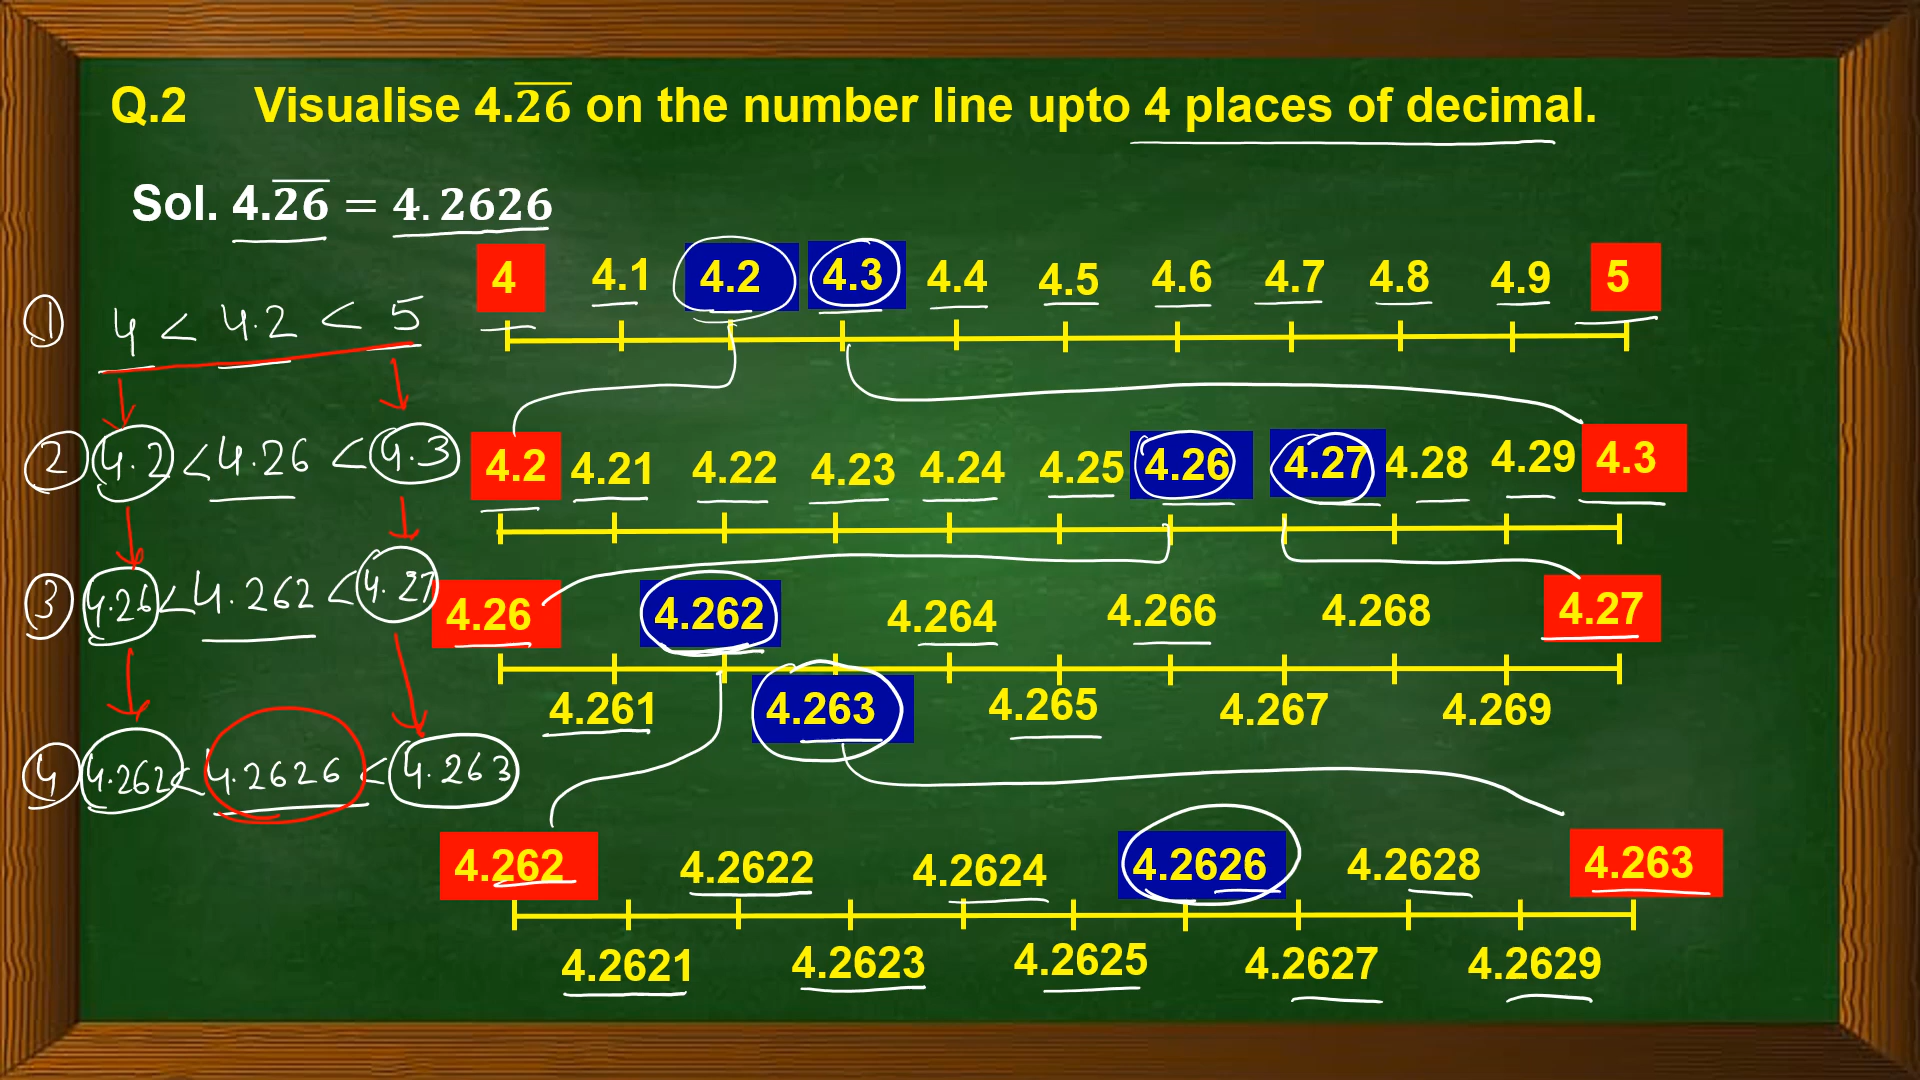 Q.2 Visualise 4.2̅6̅ on the number line upto 4 places of decimal.
Sol. 4.2̅6̅ = 4.2626
4 4.1 4.2 4.3 4.4 4.5 4.6 4.7 4.8 4.9 5
① 4 < 4.2 < 5
② 4.2 < 4.26 < 4.3
4.2 4.21 4.22 4.23 4.24 4.25 4.26 4.27 4.28 4.29 4.3
③ 4.26 < 4.262 < 4.27
4.26 4.262 4.264 4.266 4.268 4.27
4.261 4.263 4.265 4.267 4.269
④ 4.262 < 4.2626 < 4.263
4.262 4.2622 4.2624 4.2626 4.2628 4.263
4.2621 4.2623 4.2625 4.2627 4.2629